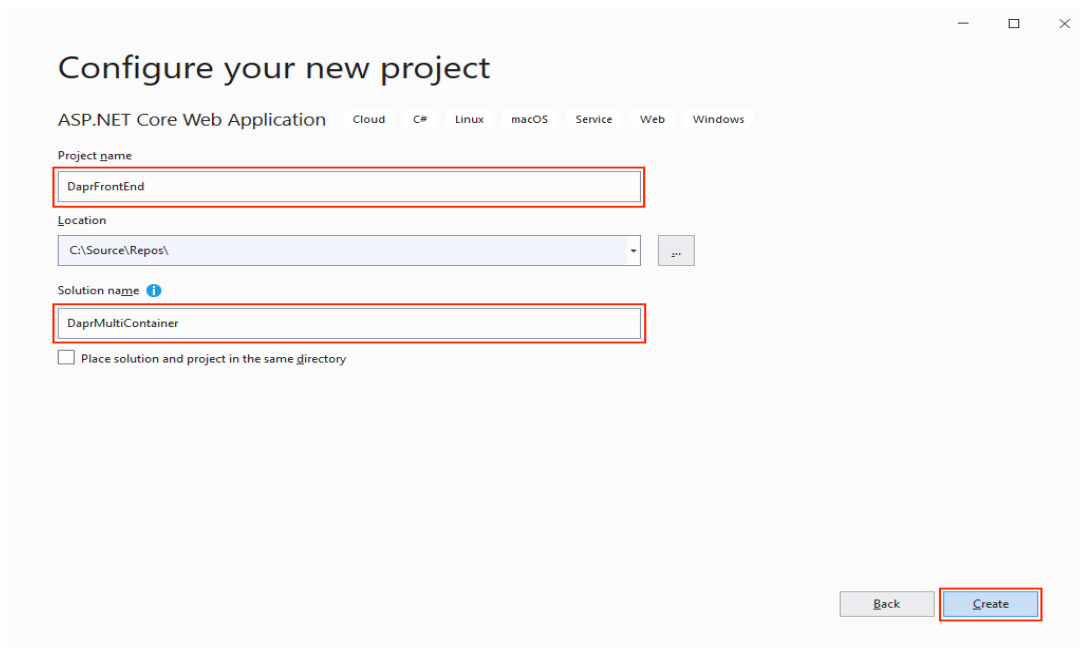 Configure your new project
ASP.NET Core Web Application Cloud C# Linux macOS Service Web Windows
Project name
DaprFrontEnd
Location
C:\Source\Repos\
...
Solution name
DaprMultiContainer
Place solution and project in the same directory
Back Create